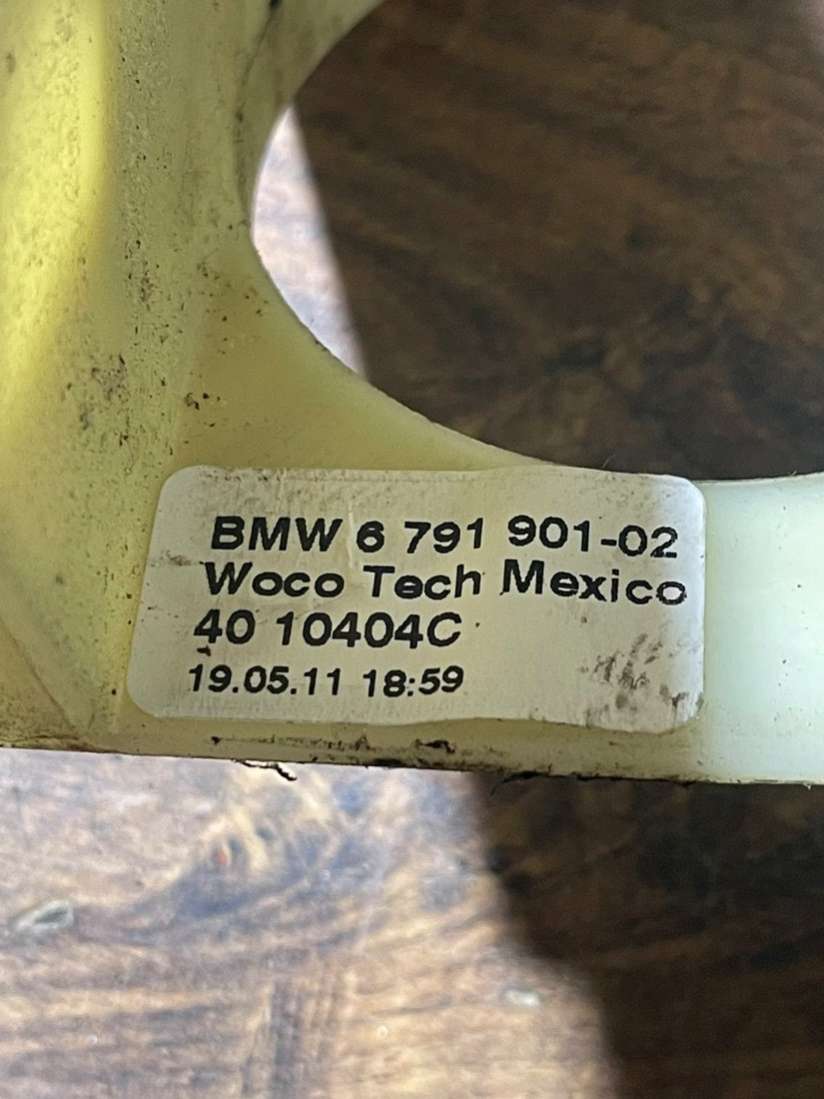 BMW 6 791 901-02
Woco Tech Mexico
40 10404C
19.05.11 18:59